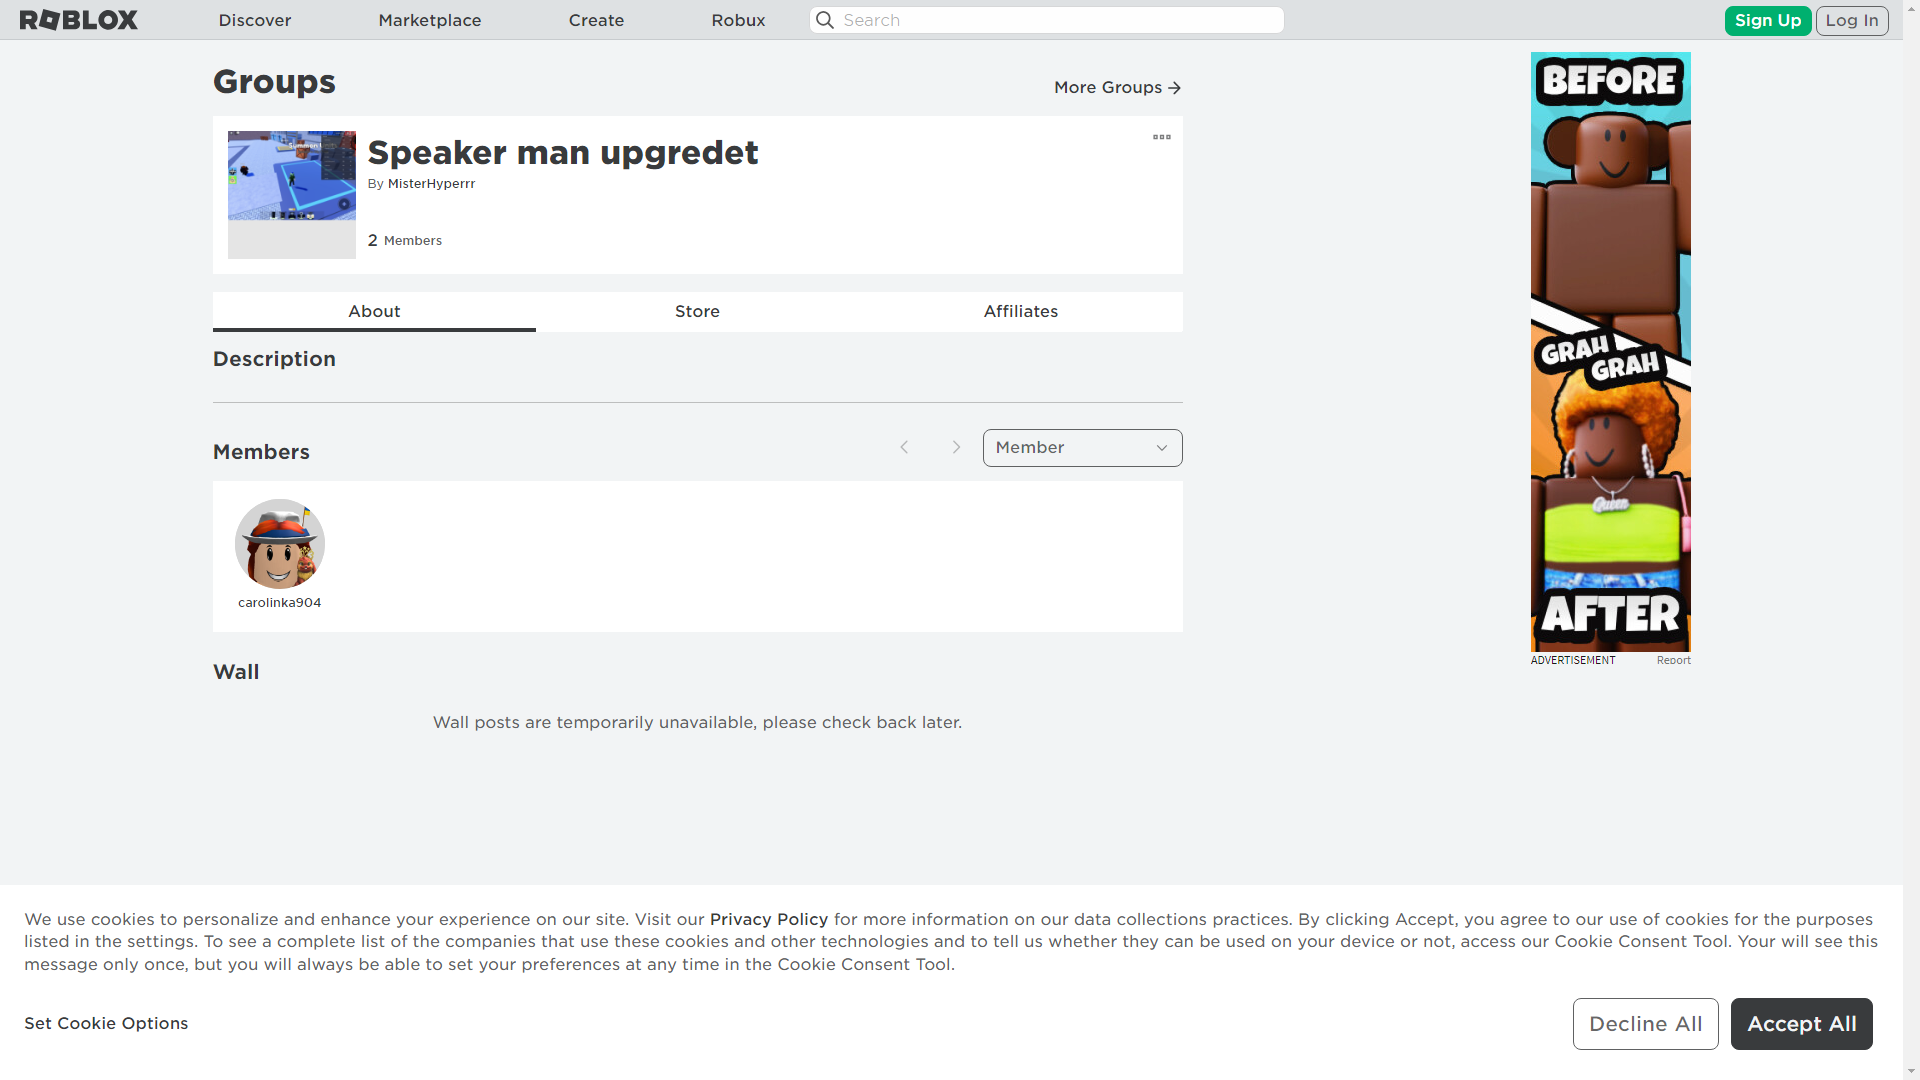 ROBLOX
Discover
Marketplace
Create
Robux
Search
Sign Up
Log In
Groups
More Groups
Speaker man upgredet
By MisterHyperrr
2 Members
About
Store
Affiliates
Description
Members
Member
carolinka904
Wall
Wall posts are temporarily unavailable, please check back later.
BEFORE
GRAH
GRAH
Queen
AFTER
ADVERTISEMENT
Report
We use cookies to personalize and enhance your experience on our site. Visit our Privacy Policy for more information on our data collections practices. By clicking Accept, you agree to our use of cookies for the purposes
listed in the settings. To see a complete list of the companies that use these cookies and other technologies and to tell us whether they can be used on your device or not, access our Cookie Consent Tool. Your will see this
message only once, but you will always be able to set your preferences at any time in the Cookie Consent Tool.
Set Cookie Options
Decline All
Accept All